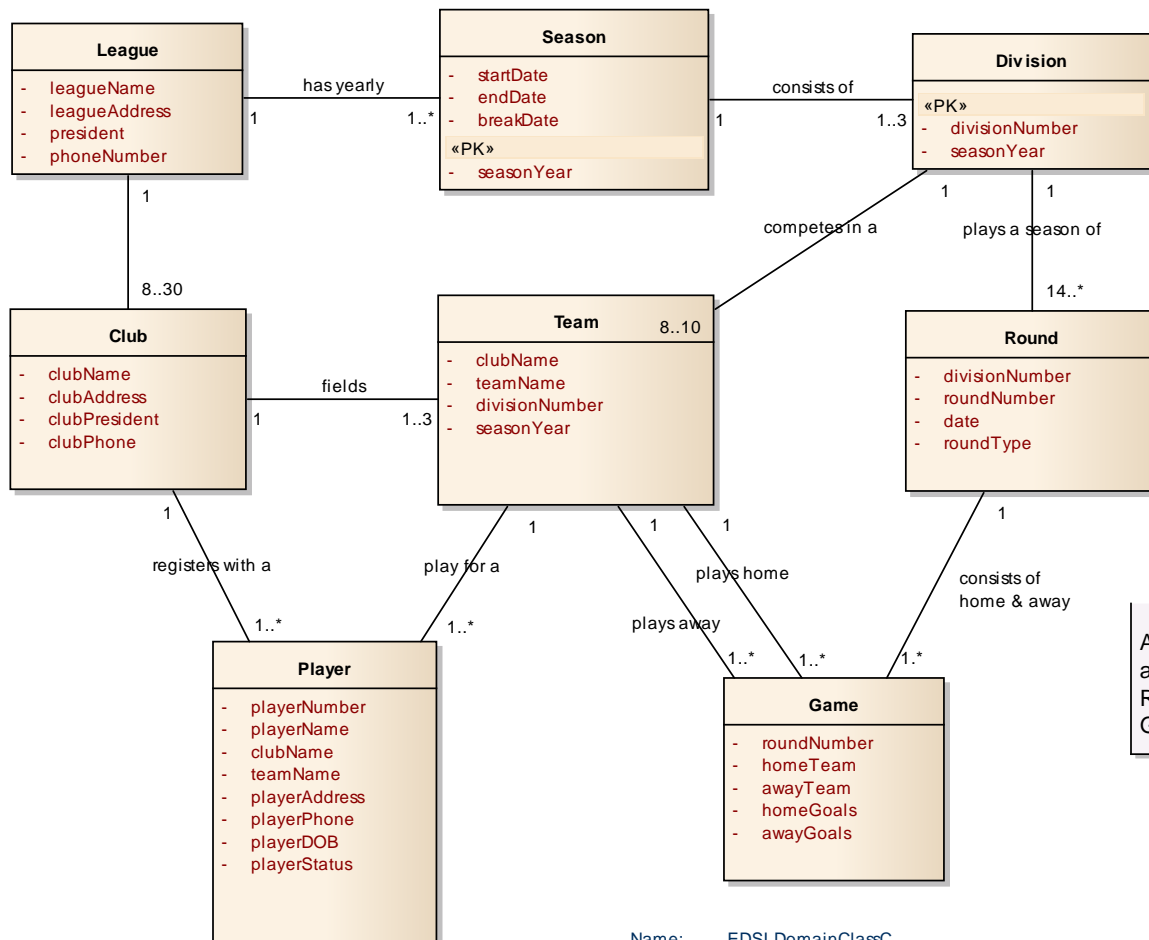 League
- leagueName
- leagueAddress
- president
- phoneNumber
has yearly
1
1..*
Season
- startDate
- endDate
- breakDate
«PK»
- seasonYear
consists of
1
1..3
Division
«PK»
- divisionNumber
- seasonYear
1
8..30
competes in a
1
8..10
plays a season of
1
14..*
Club
- clubName
- clubAddress
- clubPresident
- clubPhone
fields
1
1..3
Team
- clubName
- teamName
- divisionNumber
- seasonYear
Round
- divisionNumber
- roundNumber
- date
- roundType
1
registers with a
1..*
1
play for a
1..*
1
plays away
1..*
1
plays home
1..*
1
consists of
home & away
1..*
Player
- playerNumber
- playerName
- clubName
- teamName
- playerAddress
- playerPhone
- playerDOB
- playerStatus
Game
- roundNumber
- homeTeam
- awayTeam
- homeGoals
- awayGoals
A
a
R
G
Name: EDSLDomainClassC